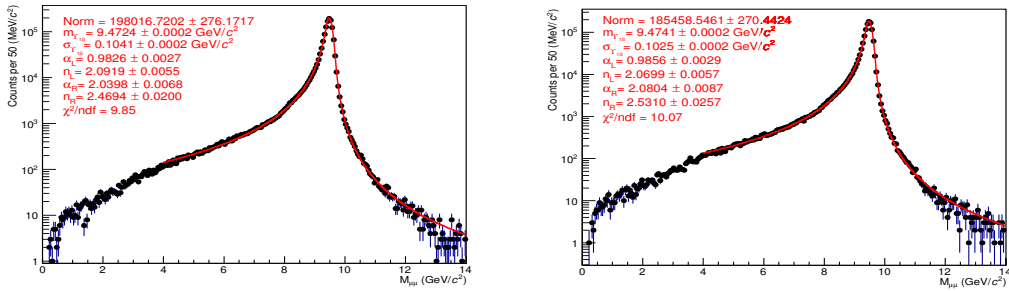 Norm = 198016.7202 ± 276.1717
m_ϒ1S = 9.4724 ± 0.0002 GeV/c²
σ_ϒ1S = 0.1041 ± 0.0002 GeV/c²
α_L = 0.9826 ± 0.0027
n_L = 2.0919 ± 0.0055
α_R = 2.0398 ± 0.0068
n_R = 2.4694 ± 0.0200
χ²/ndf = 9.85
Counts per 50 (MeV/c²)
10⁵
10⁴
10³
10²
10
1
0 2 4 6 8 10 12 14
M_μμ (GeV/c²)
Norm = 185458.5461 ± 270.4424
m_ϒ1S = 9.4741 ± 0.0002 GeV/c²
σ_ϒ1S = 0.1025 ± 0.0002 GeV/c²
α_L = 0.9856 ± 0.0029
n_L = 2.0699 ± 0.0057
α_R = 2.0804 ± 0.0087
n_R = 2.5310 ± 0.0257
χ²/ndf = 10.07
Counts per 50 (MeV/c²)
10⁵
10⁴
10³
10²
10
1
0 2 4 6 8 10 12 14
M_μμ (GeV/c²)